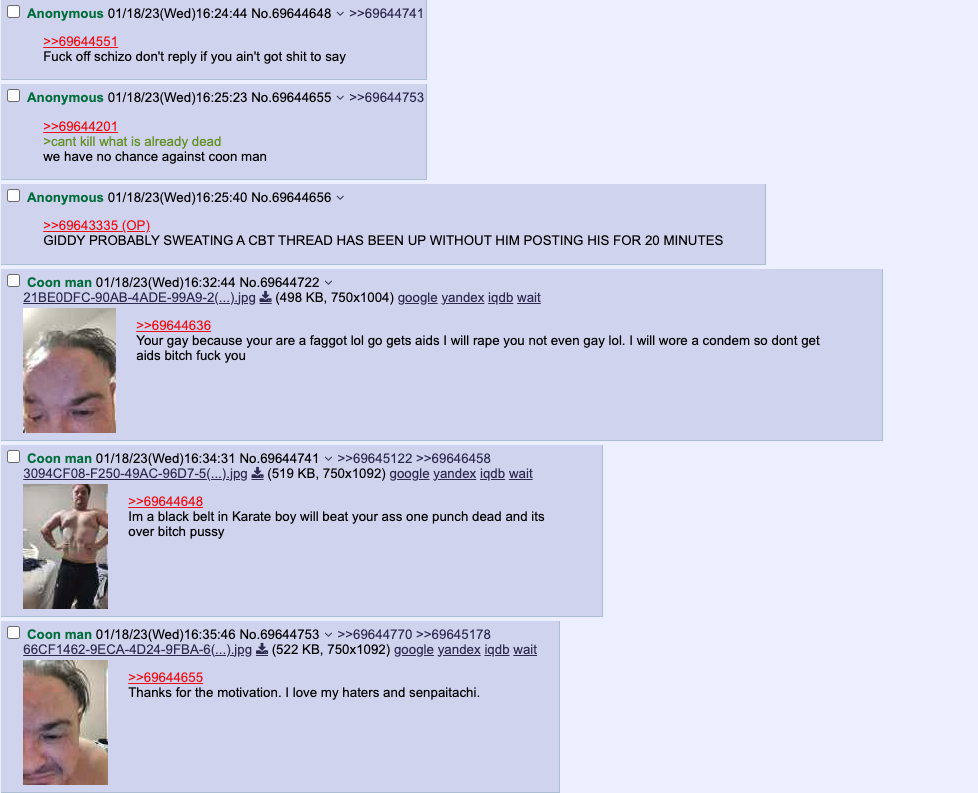 Anonymous 01/18/23(Wed)16:24:44 No.69644648 >>69644741
>>69644551
Fuck off schizo don't reply if you ain't got shit to say
Anonymous 01/18/23(Wed)16:25:23 No.69644655 >>69644753
>>69644201
>cant kill what is already dead
we have no chance against coon man
Anonymous 01/18/23(Wed)16:25:40 No.69644656
>>69643335 (OP)
GIDDY PROBABLY SWEATING A CBT THREAD HAS BEEN UP WITHOUT HIM POSTING HIS FOR 20 MINUTES
Coon man 01/18/23(Wed)16:32:44 No.69644722
21BE0DFC-90AB-4ADE-99A9-2(...).jpg (498 KB, 750x1004) google yandex iqdb wait
>>69644636
Your gay because your are a faggot lol go gets aids I will rape you not even gay lol. I will wore a condem so dont get
aids bitch fuck you
Coon man 01/18/23(Wed)16:34:31 No.69644741 >>69645122 >>69646458
3094CF08-F250-49AC-96D7-5(...).jpg (519 KB, 750x1092) google yandex iqdb wait
>>69644648
Im a black belt in Karate boy will beat your ass one punch dead and its
over bitch pussy
Coon man 01/18/23(Wed)16:35:46 No.69644753 >>69644770 >>69645178
66CF1462-9ECA-4D24-9FBA-6(...).jpg (522 KB, 750x1092) google yandex iqdb wait
>>69644655
Thanks for the motivation. I love my haters and senpaitachi.